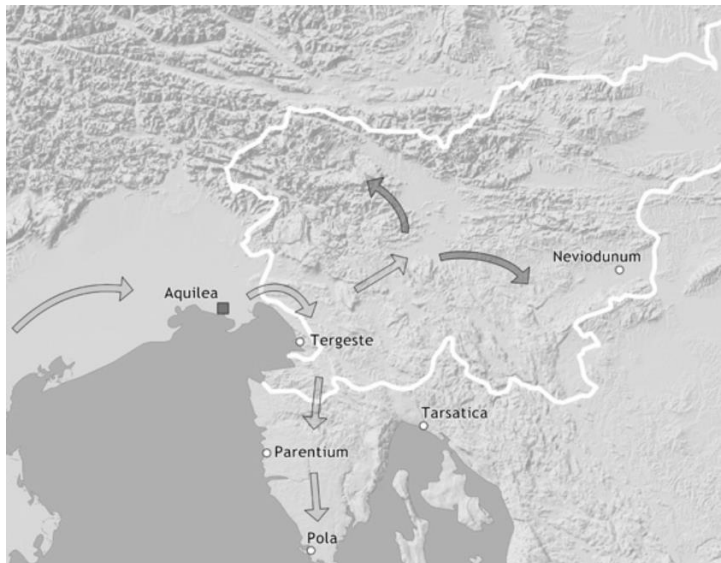 Neviodunum
Aquilea
Tergeste
Tarsatica
Parentium
Pola